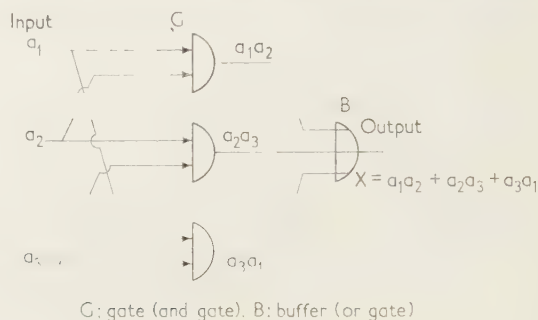 Input
G
a₁
a₁a₂
B
a₂
a₂a₃
Output
X = a₁a₂ + a₂a₃ + a₃a₁
a₃a₁
G: gate (and gate). B: buffer (or gate)